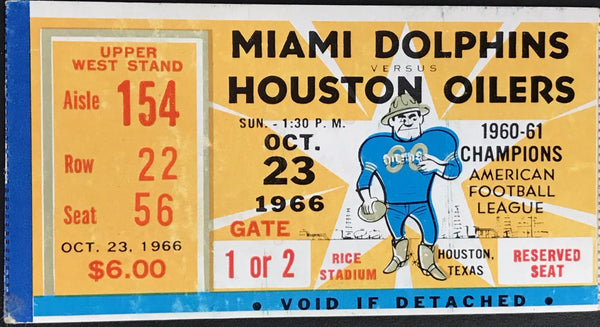 UPPER
WEST STAND
Aisle 154
Row 22
Seat 56
OCT. 23, 1966
$6.00
MIAMI DOLPHINS
VERSUS
HOUSTON OILERS
SUN. - 1:30 P. M.
OCT.
23
1966
GATE
1 or 2
RICE
STADIUM
1960-61
CHAMPIONS
AMERICAN
FOOTBALL
LEAGUE
HOUSTON,
TEXAS
RESERVED
SEAT
• VOID IF DETACHED •